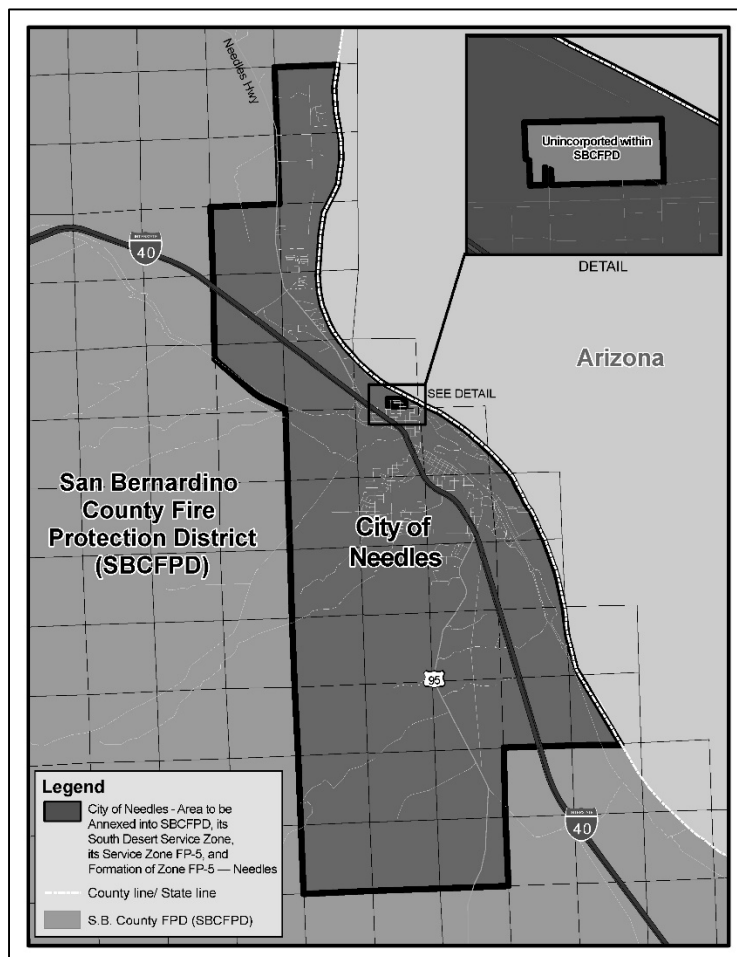 Needles Hwy
Unincorported within
SBCFPD
DETAIL
40
Arizona
SEE DETAIL
San Bernardino
County Fire
Protection District
(SBCFPD)
City of
Needles
95
40
Legend
City of Needles - Area to be
Annexed into SBCFPD, its
South Desert Service Zone,
its Service Zone FP-5, and
Formation of Zone FP-5 — Needles
County line/ State line
S.B. County FPD (SBCFPD)